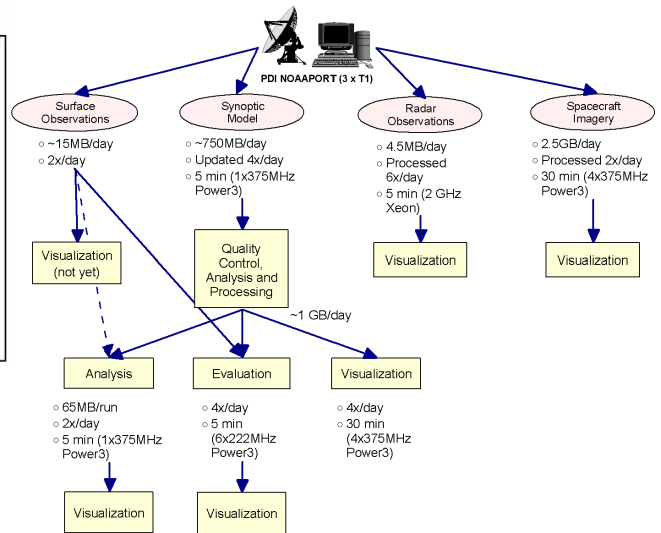 PDI NOAAPORT (3 x T1)
Surface
Observations
Synoptic
Model
Radar
Observations
Spacecraft
Imagery
○ ~15MB/day
○ 2x/day
○ ~750MB/day
○ Updated 4x/day
○ 5 min (1x375MHz
Power3)
○ 4.5MB/day
○ Processed
6x/day
○ 5 min (2 GHz
Xeon)
○ 2.5GB/day
○ Processed 2x/day
○ 30 min (4x375MHz
Power3)
Visualization
(not yet)
Quality
Control,
Analysis and
Processing
Visualization
Visualization
~1 GB/day
Analysis
Evaluation
Visualization
○ 65MB/run
○ 2x/day
○ 5 min (1x375MHz
Power3)
○ 4x/day
○ 5 min
(6x222MHz
Power3)
○ 4x/day
○ 30 min
(4x375MHz
Power3)
Visualization
Visualization